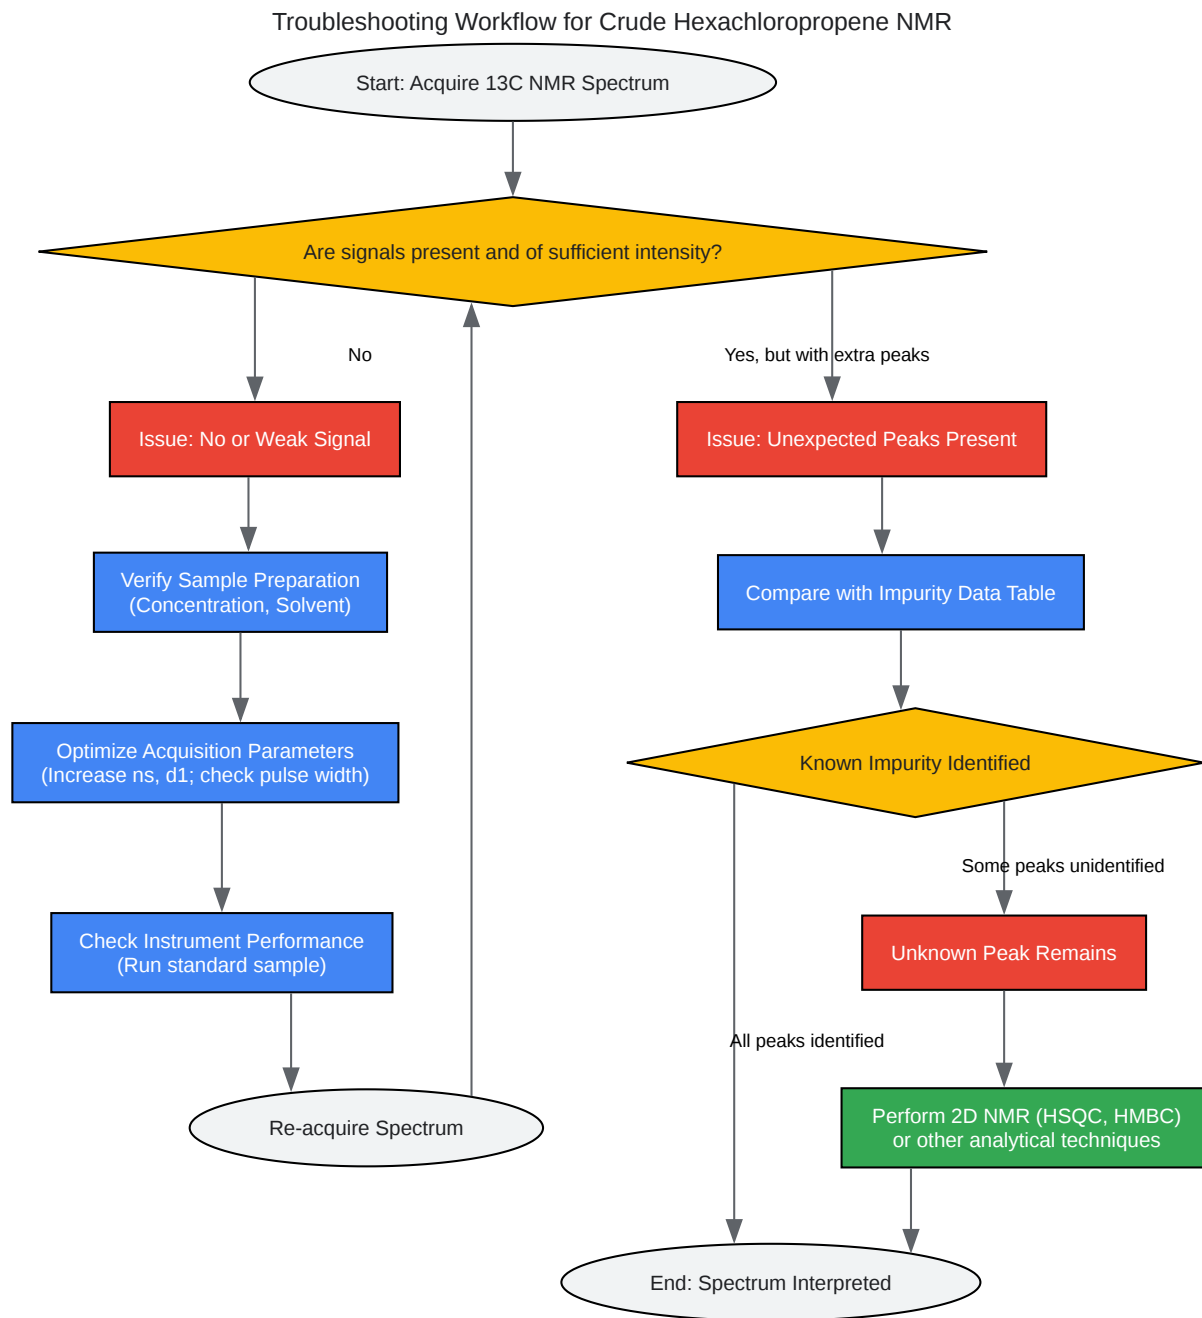 Troubleshooting Workflow for Crude Hexachloropropene NMR
Start: Acquire 13C NMR Spectrum
Are signals present and of sufficient intensity?
No
Yes, but with extra peaks
Issue: No or Weak Signal
Issue: Unexpected Peaks Present
Verify Sample Preparation
(Concentration, Solvent)
Compare with Impurity Data Table
Optimize Acquisition Parameters
(Increase ns, d1; check pulse width)
Known Impurity Identified
Some peaks unidentified
Check Instrument Performance
(Run standard sample)
Unknown Peak Remains
All peaks identified
Re-acquire Spectrum
Perform 2D NMR (HSQC, HMBC)
or other analytical techniques
End: Spectrum Interpreted